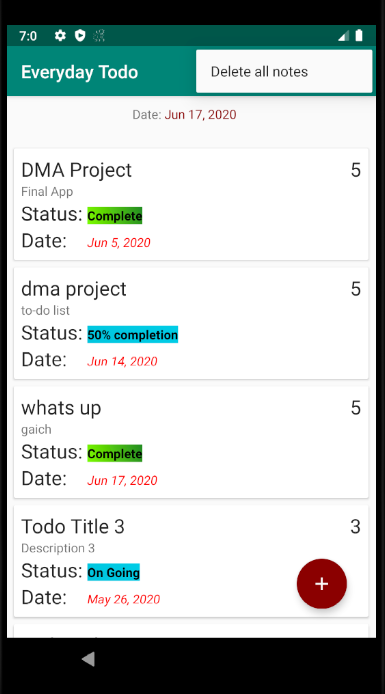 7:0
Everyday Todo
Delete all notes
Date: Jun 17, 2020
DMA Project 5
Final App
Status: Complete
Date: Jun 5, 2020
dma project 5
to-do list
Status: 50% completion
Date: Jun 14, 2020
whats up 5
gaich
Status: Complete
Date: Jun 17, 2020
Todo Title 3 3
Description 3
Status: On Going
Date: May 26, 2020
+